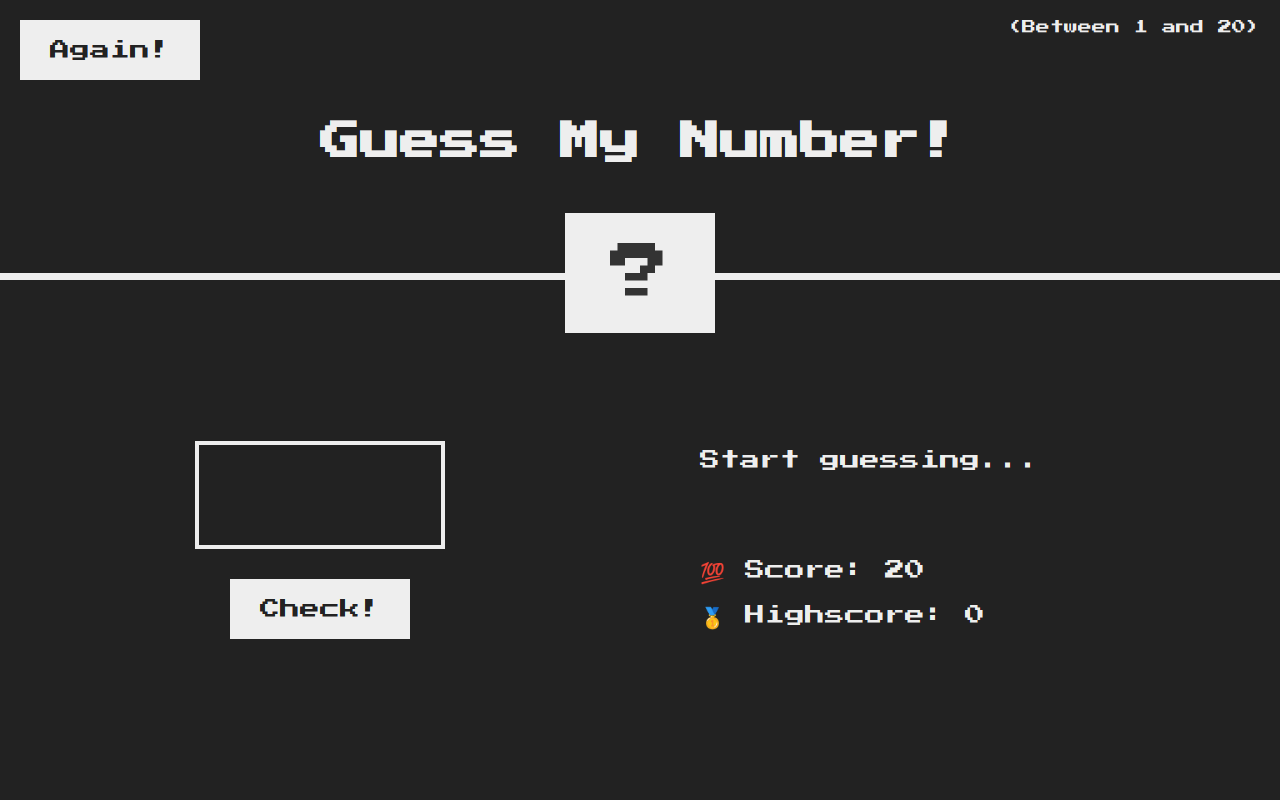 Again!
(Between 1 and 20)
Guess My Number!
?
Start guessing...
💯 Score: 20
Check!
🥇 Highscore: 0